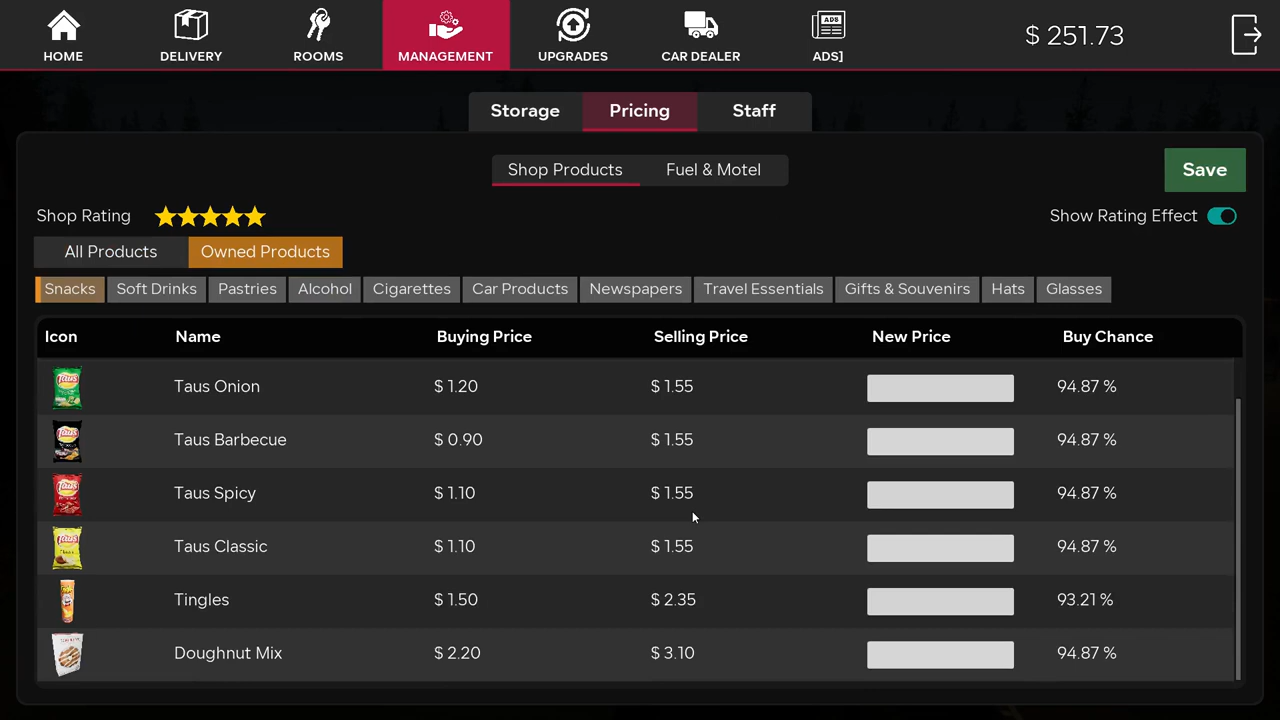 HOME DELIVERY ROOMS MANAGEMENT UPGRADES CAR DEALER ADS] $ 251.73
Storage Pricing Staff
Shop Products Fuel & Motel Save
Shop Rating Show Rating Effect
All Products Owned Products
Snacks Soft Drinks Pastries Alcohol Cigarettes Car Products Newspapers Travel Essentials Gifts & Souvenirs Hats Glasses
Icon Name Buying Price Selling Price New Price Buy Chance
Taus Onion $ 1.20 $ 1.55 94.87 %
Taus Barbecue $ 0.90 $ 1.55 94.87 %
Taus Spicy $ 1.10 $ 1.55 94.87 %
Taus Classic $ 1.10 $ 1.55 94.87 %
Tingles $ 1.50 $ 2.35 93.21 %
Doughnut Mix $ 2.20 $ 3.10 94.87 %